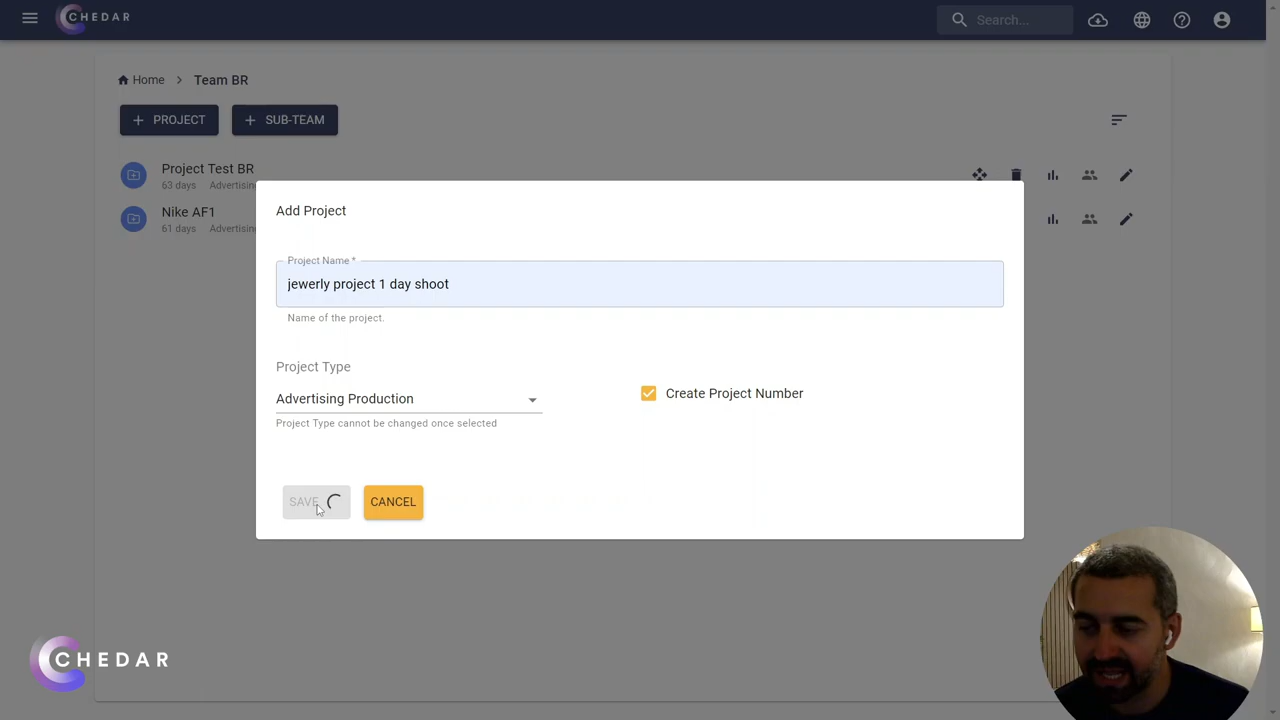 CHEDAR
Search...
Home > Team BR
+ PROJECT
+ SUB-TEAM
Project Test BR
63 days Advertisin
Nike AF1
61 days Advertisin
Add Project
Project Name *
jewerly project 1 day shoot
Name of the project.
Project Type
Advertising Production
Create Project Number
Project Type cannot be changed once selected
SAVE
CANCEL
CHEDAR